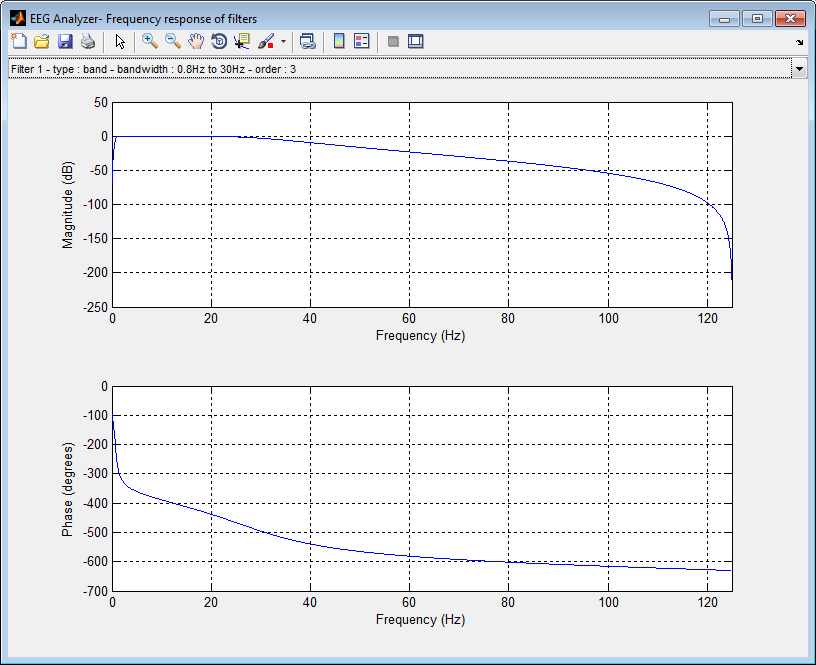 EEG Analyzer- Frequency response of filters
Filter 1 - type : band - bandwidth : 0.8Hz to 30Hz - order : 3
50
0
-50
-100
-150
-200
-250
Magnitude (dB)
0 20 40 60 80 100 120
Frequency (Hz)
0
-100
-200
-300
-400
-500
-600
-700
Phase (degrees)
0 20 40 60 80 100 120
Frequency (Hz)